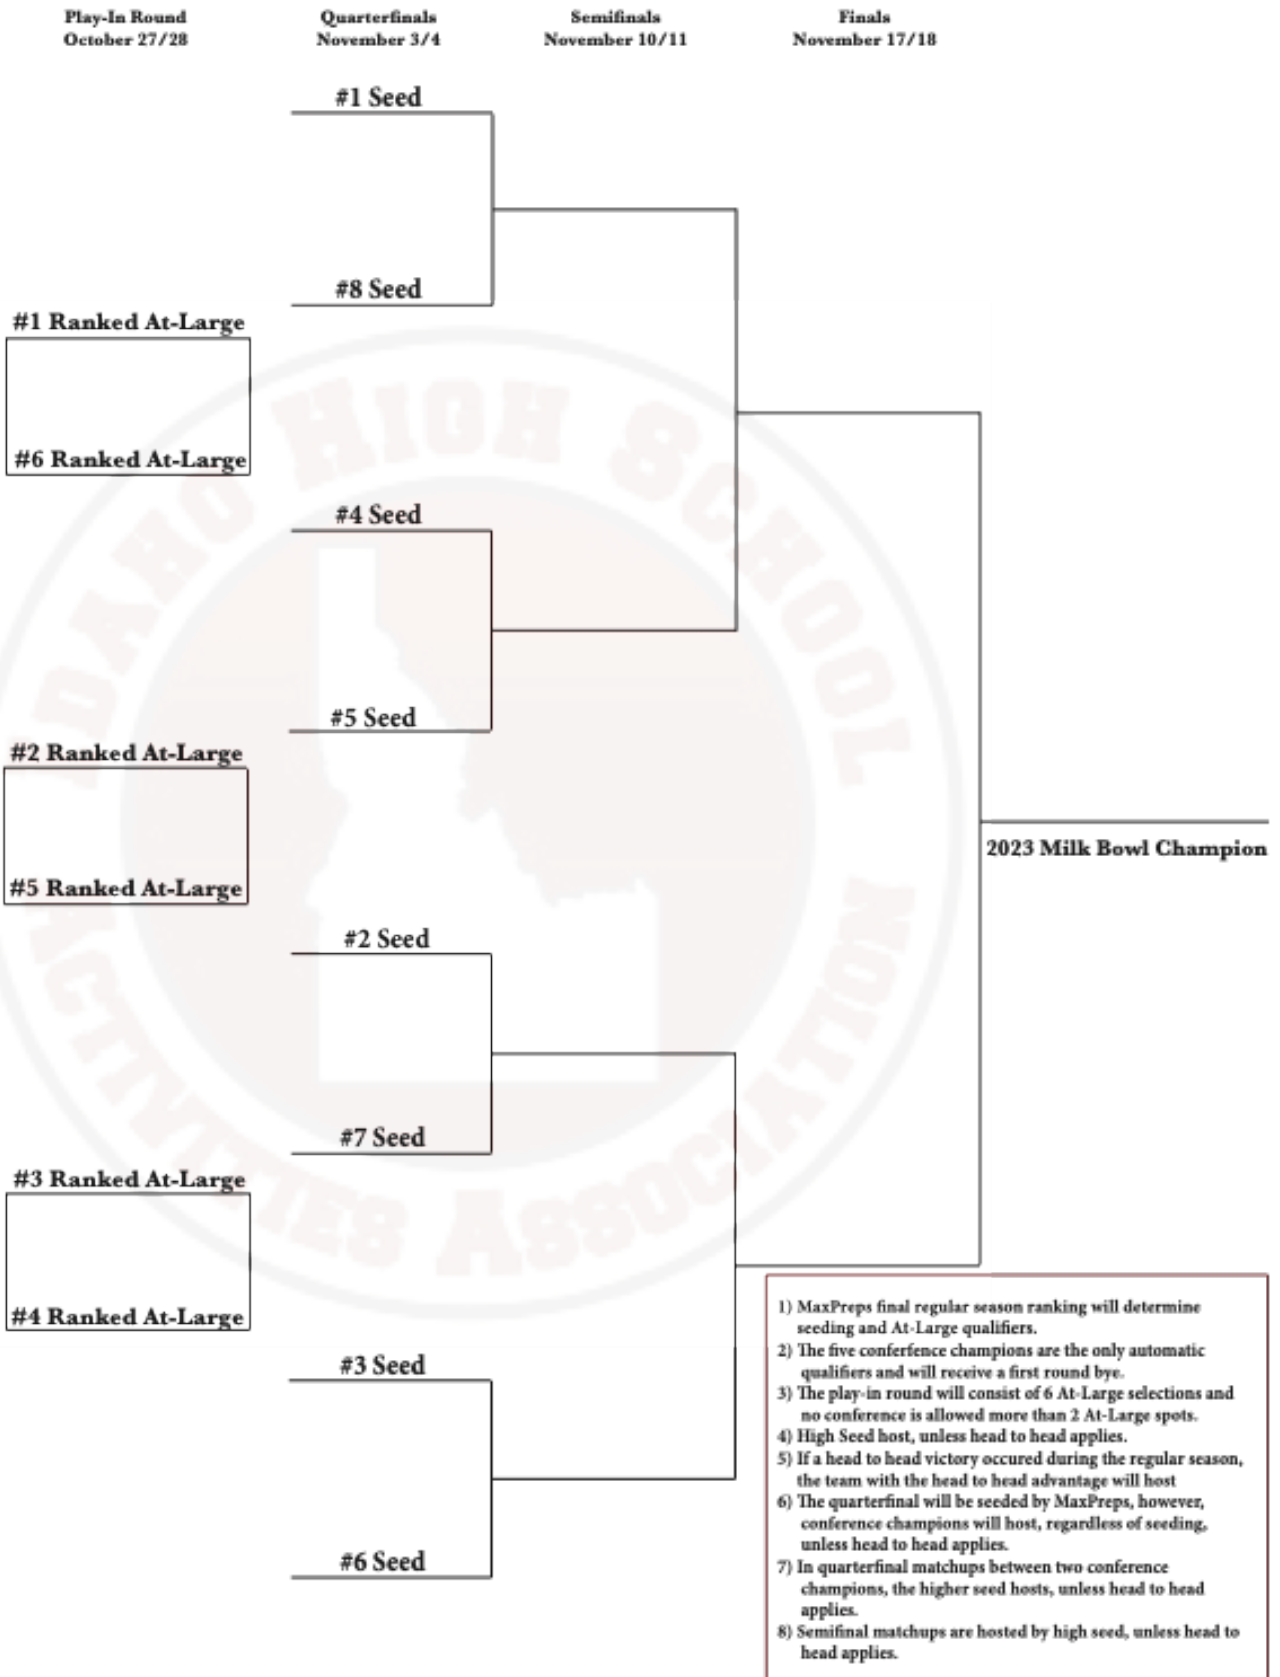 Play-In Round
October 27/28
Quarterfinals
November 3/4
Semifinals
November 10/11
Finals
November 17/18
#1 Seed
#8 Seed
#1 Ranked At-Large
#6 Ranked At-Large
#4 Seed
#5 Seed
#2 Ranked At-Large
#5 Ranked At-Large
2023 Milk Bowl Champion
#2 Seed
#7 Seed
#3 Ranked At-Large
#4 Ranked At-Large
#3 Seed
#6 Seed
1) MaxPreps final regular season ranking will determine
seeding and At-Large qualifiers.
2) The five conferfence champions are the only automatic
qualifiers and will receive a first round bye.
3) The play-in round will consist of 6 At-Large selections and
no conference is allowed more than 2 At-Large spots.
4) High Seed host, unless head to head applies.
5) If a head to head victory occured during the regular season,
the team with the head to head advantage will host
6) The quarterfinal will be seeded by MaxPreps, however,
conference champions will host, regardless of seeding,
unless head to head applies.
7) In quarterfinal matchups between two conference
champions, the higher seed hosts, unless head to head
applies.
8) Semifinal matchups are hosted by high seed, unless head to
head applies.
IDAHO HIGH SCHOOL
ACTIVITIES ASSOCIATION